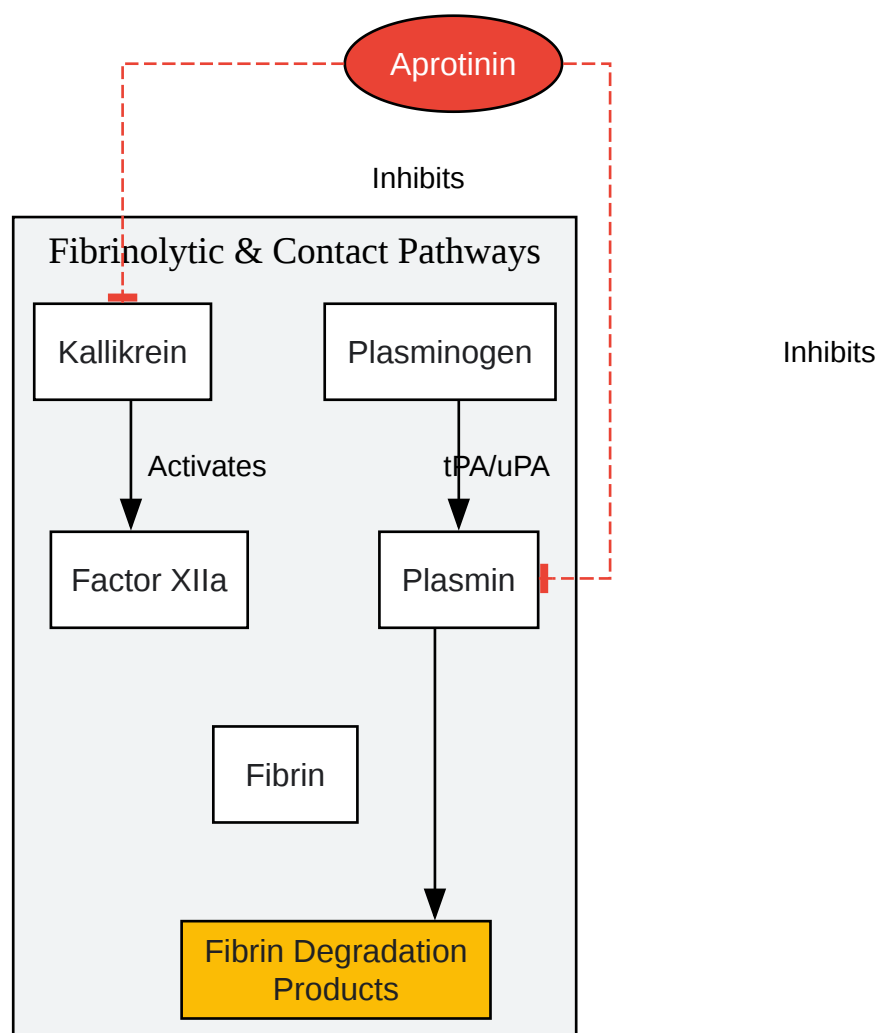 Aprotinin
Inhibits
Fibrinolytic & Contact Pathways
Kallikrein
Plasminogen
Inhibits
Activates
tPA/uPA
Factor XIIa
Plasmin
Fibrin
Fibrin Degradation
Products